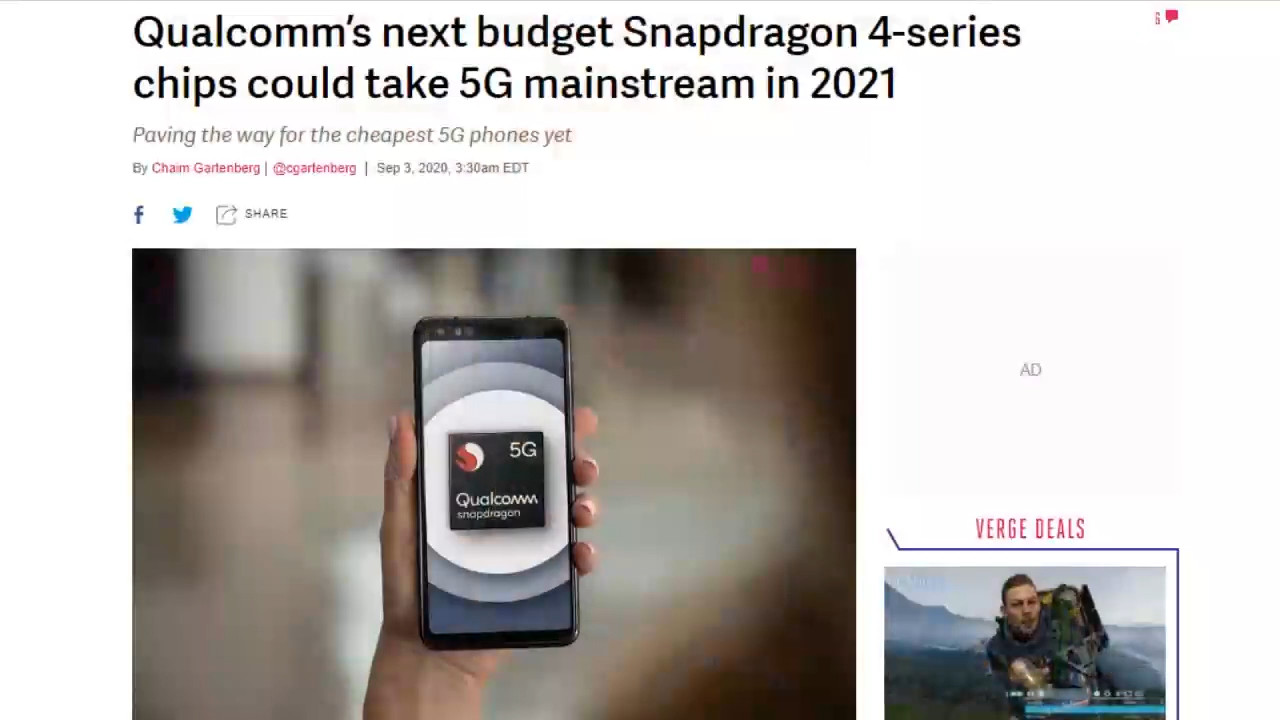 Qualcomm’s next budget Snapdragon 4-series
chips could take 5G mainstream in 2021
6
Paving the way for the cheapest 5G phones yet
By Chaim Gartenberg | @cgartenberg | Sep 3, 2020, 3:30am EDT
SHARE
AD
5G
Qualcomm
snapdragon
VERGE DEALS